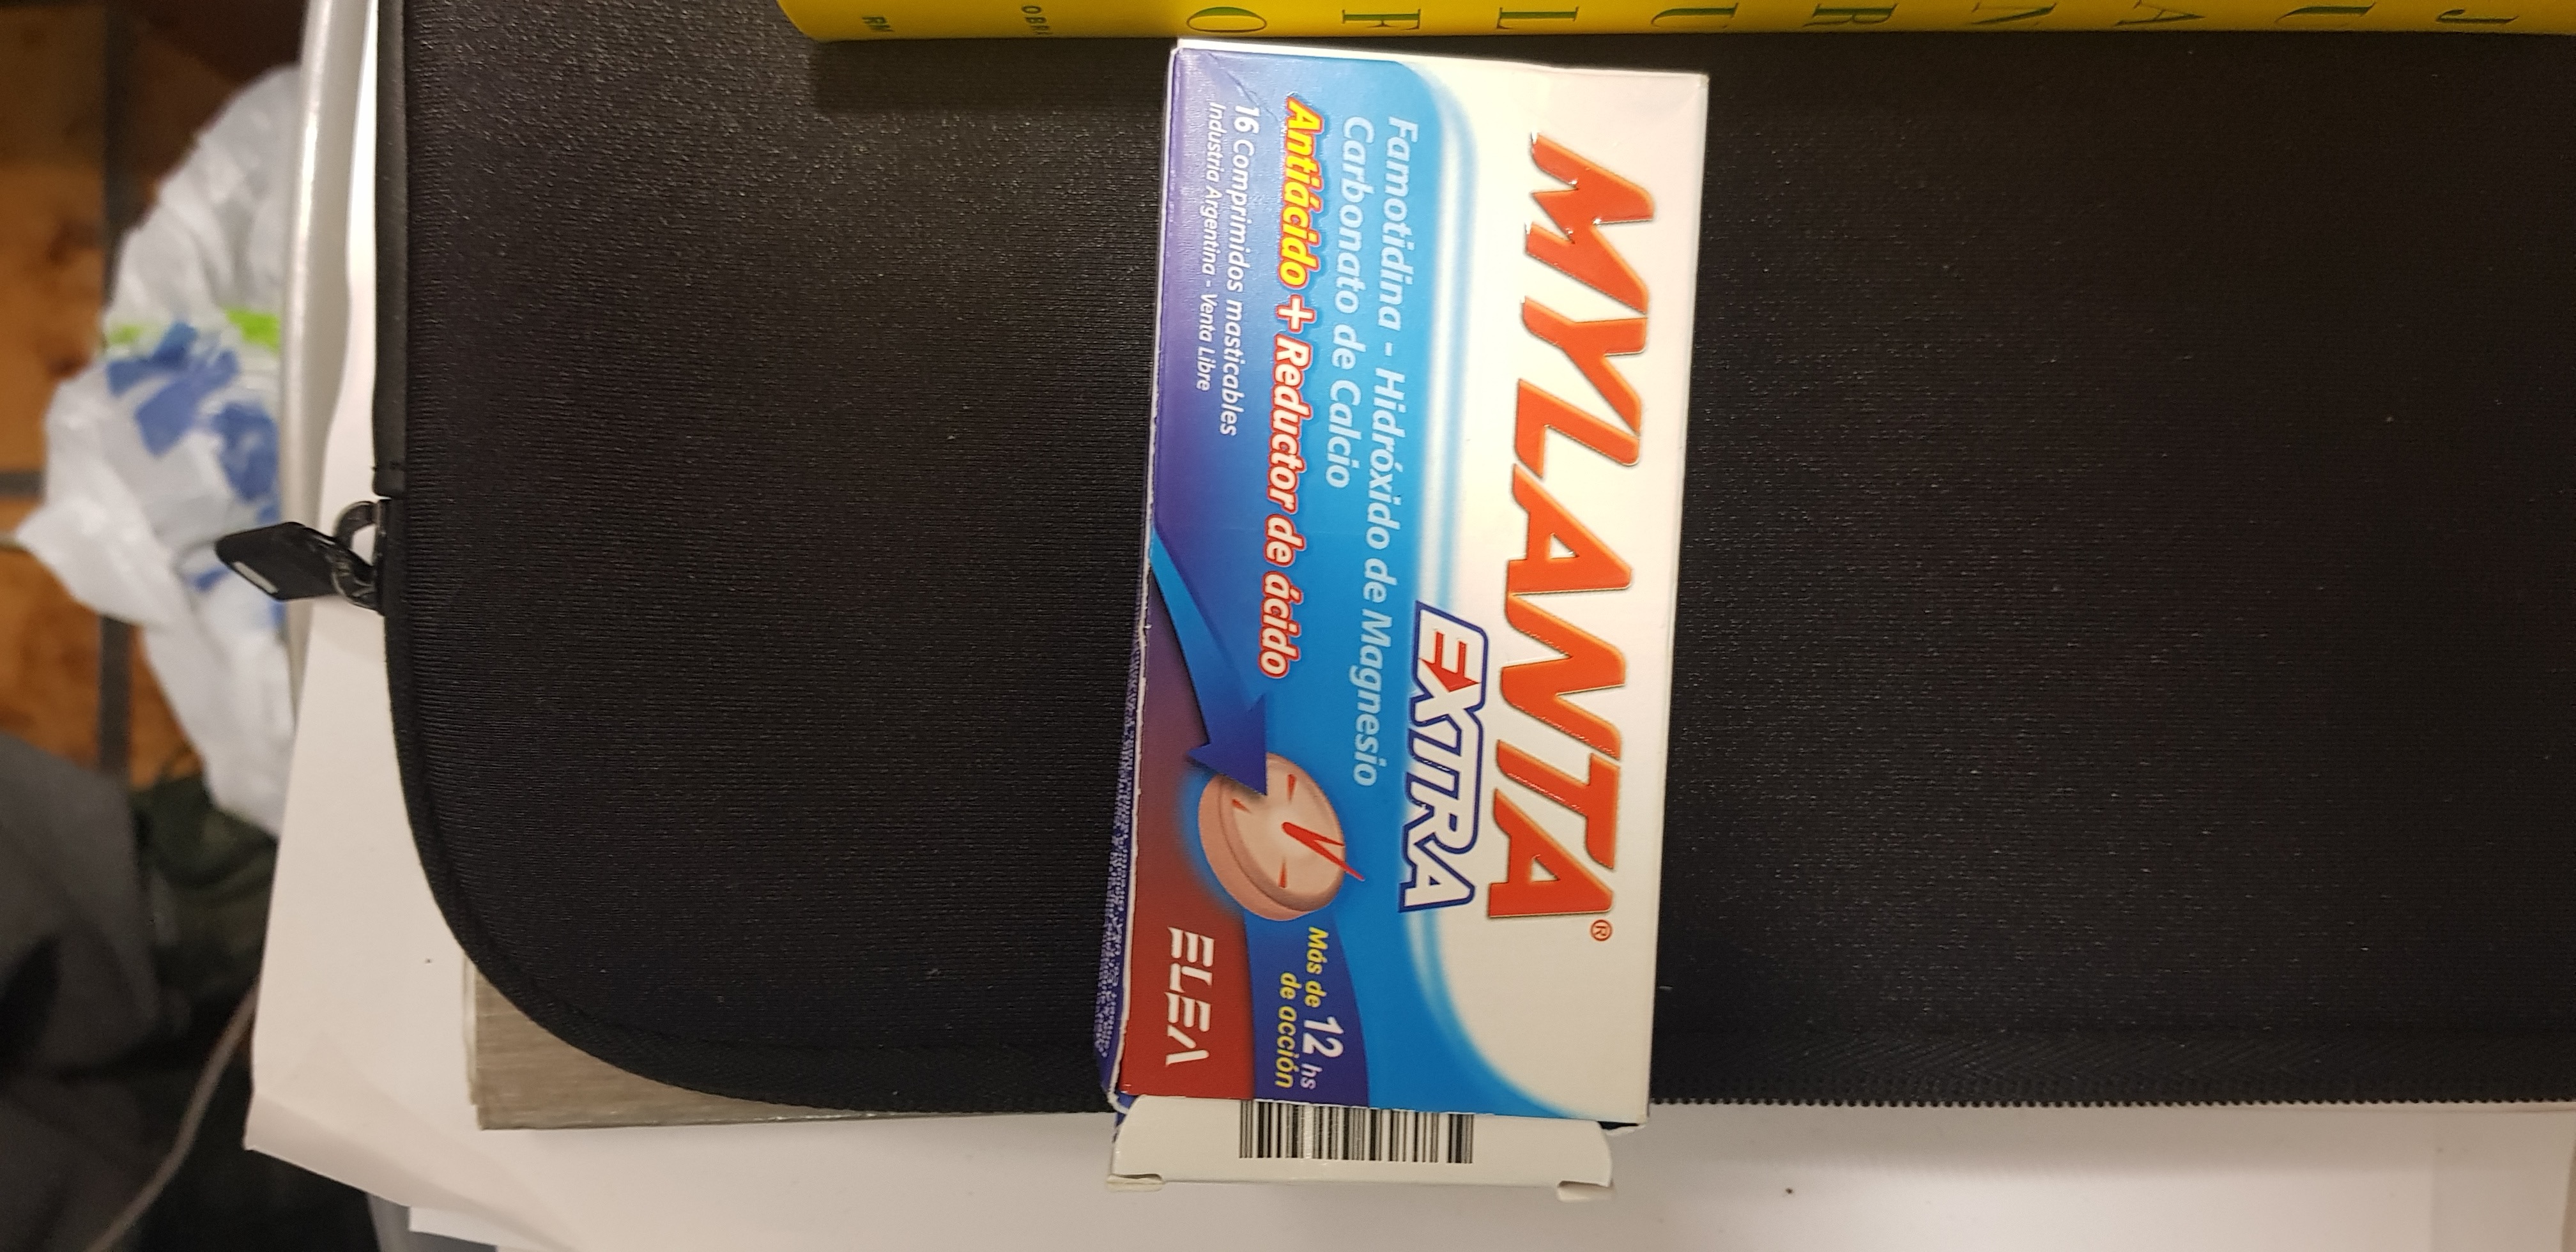 MYLANTA®
EXTRA
Famotidina - Hidróxido de Magnesio
Carbonato de Calcio
Antiácido + Reductor de ácido
16 Comprimidos masticables
Industria Argentina - Venta Libre
Más de 12 hs
de acción
ELEA